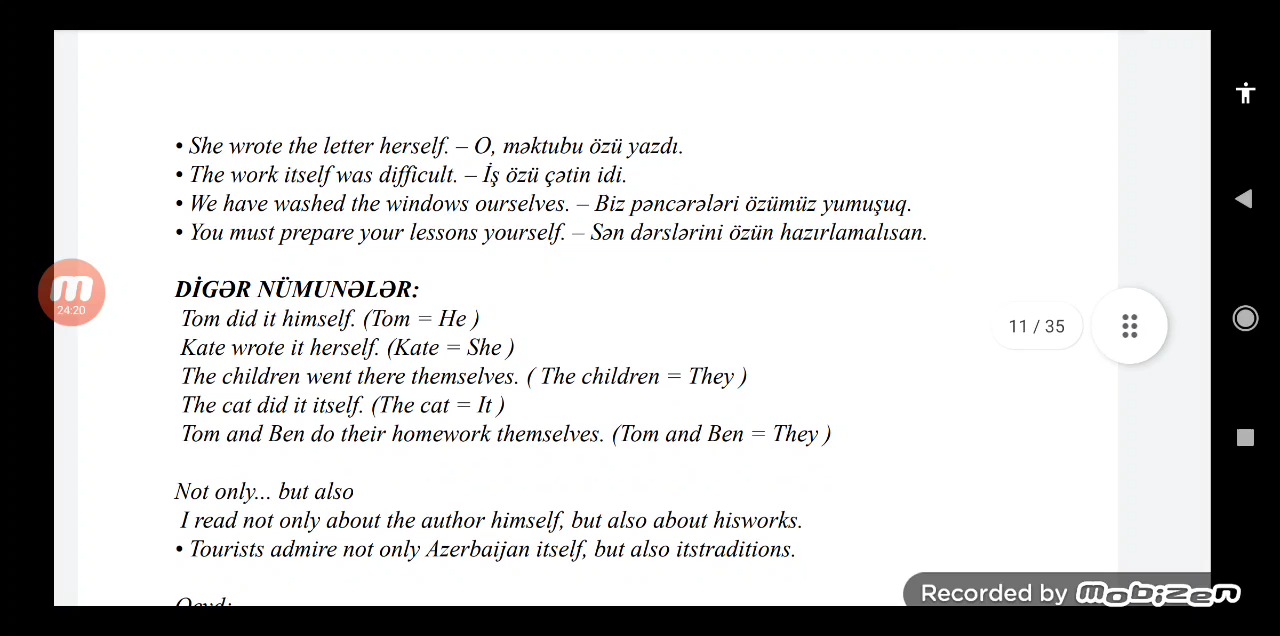 • She wrote the letter herself. – O, məktubu özü yazdı.
• The work itself was difficult. – İş özü çətin idi.
• We have washed the windows ourselves. – Biz pəncərələri özümüz yumuşuq.
• You must prepare your lessons yourself. – Sən dərslərini özün hazırlamalısan.
DİGƏR NÜMUNƏLƏR:
Tom did it himself. (Tom = He )
Kate wrote it herself. (Kate = She )
The children went there themselves. ( The children = They )
The cat did it itself. (The cat = It )
Tom and Ben do their homework themselves. (Tom and Ben = They )
Not only... but also
I read not only about the author himself, but also about hisworks.
• Tourists admire not only Azerbaijan itself, but also itstraditions.
Qeyd:
24:20
11 / 35
Recorded by mobizen